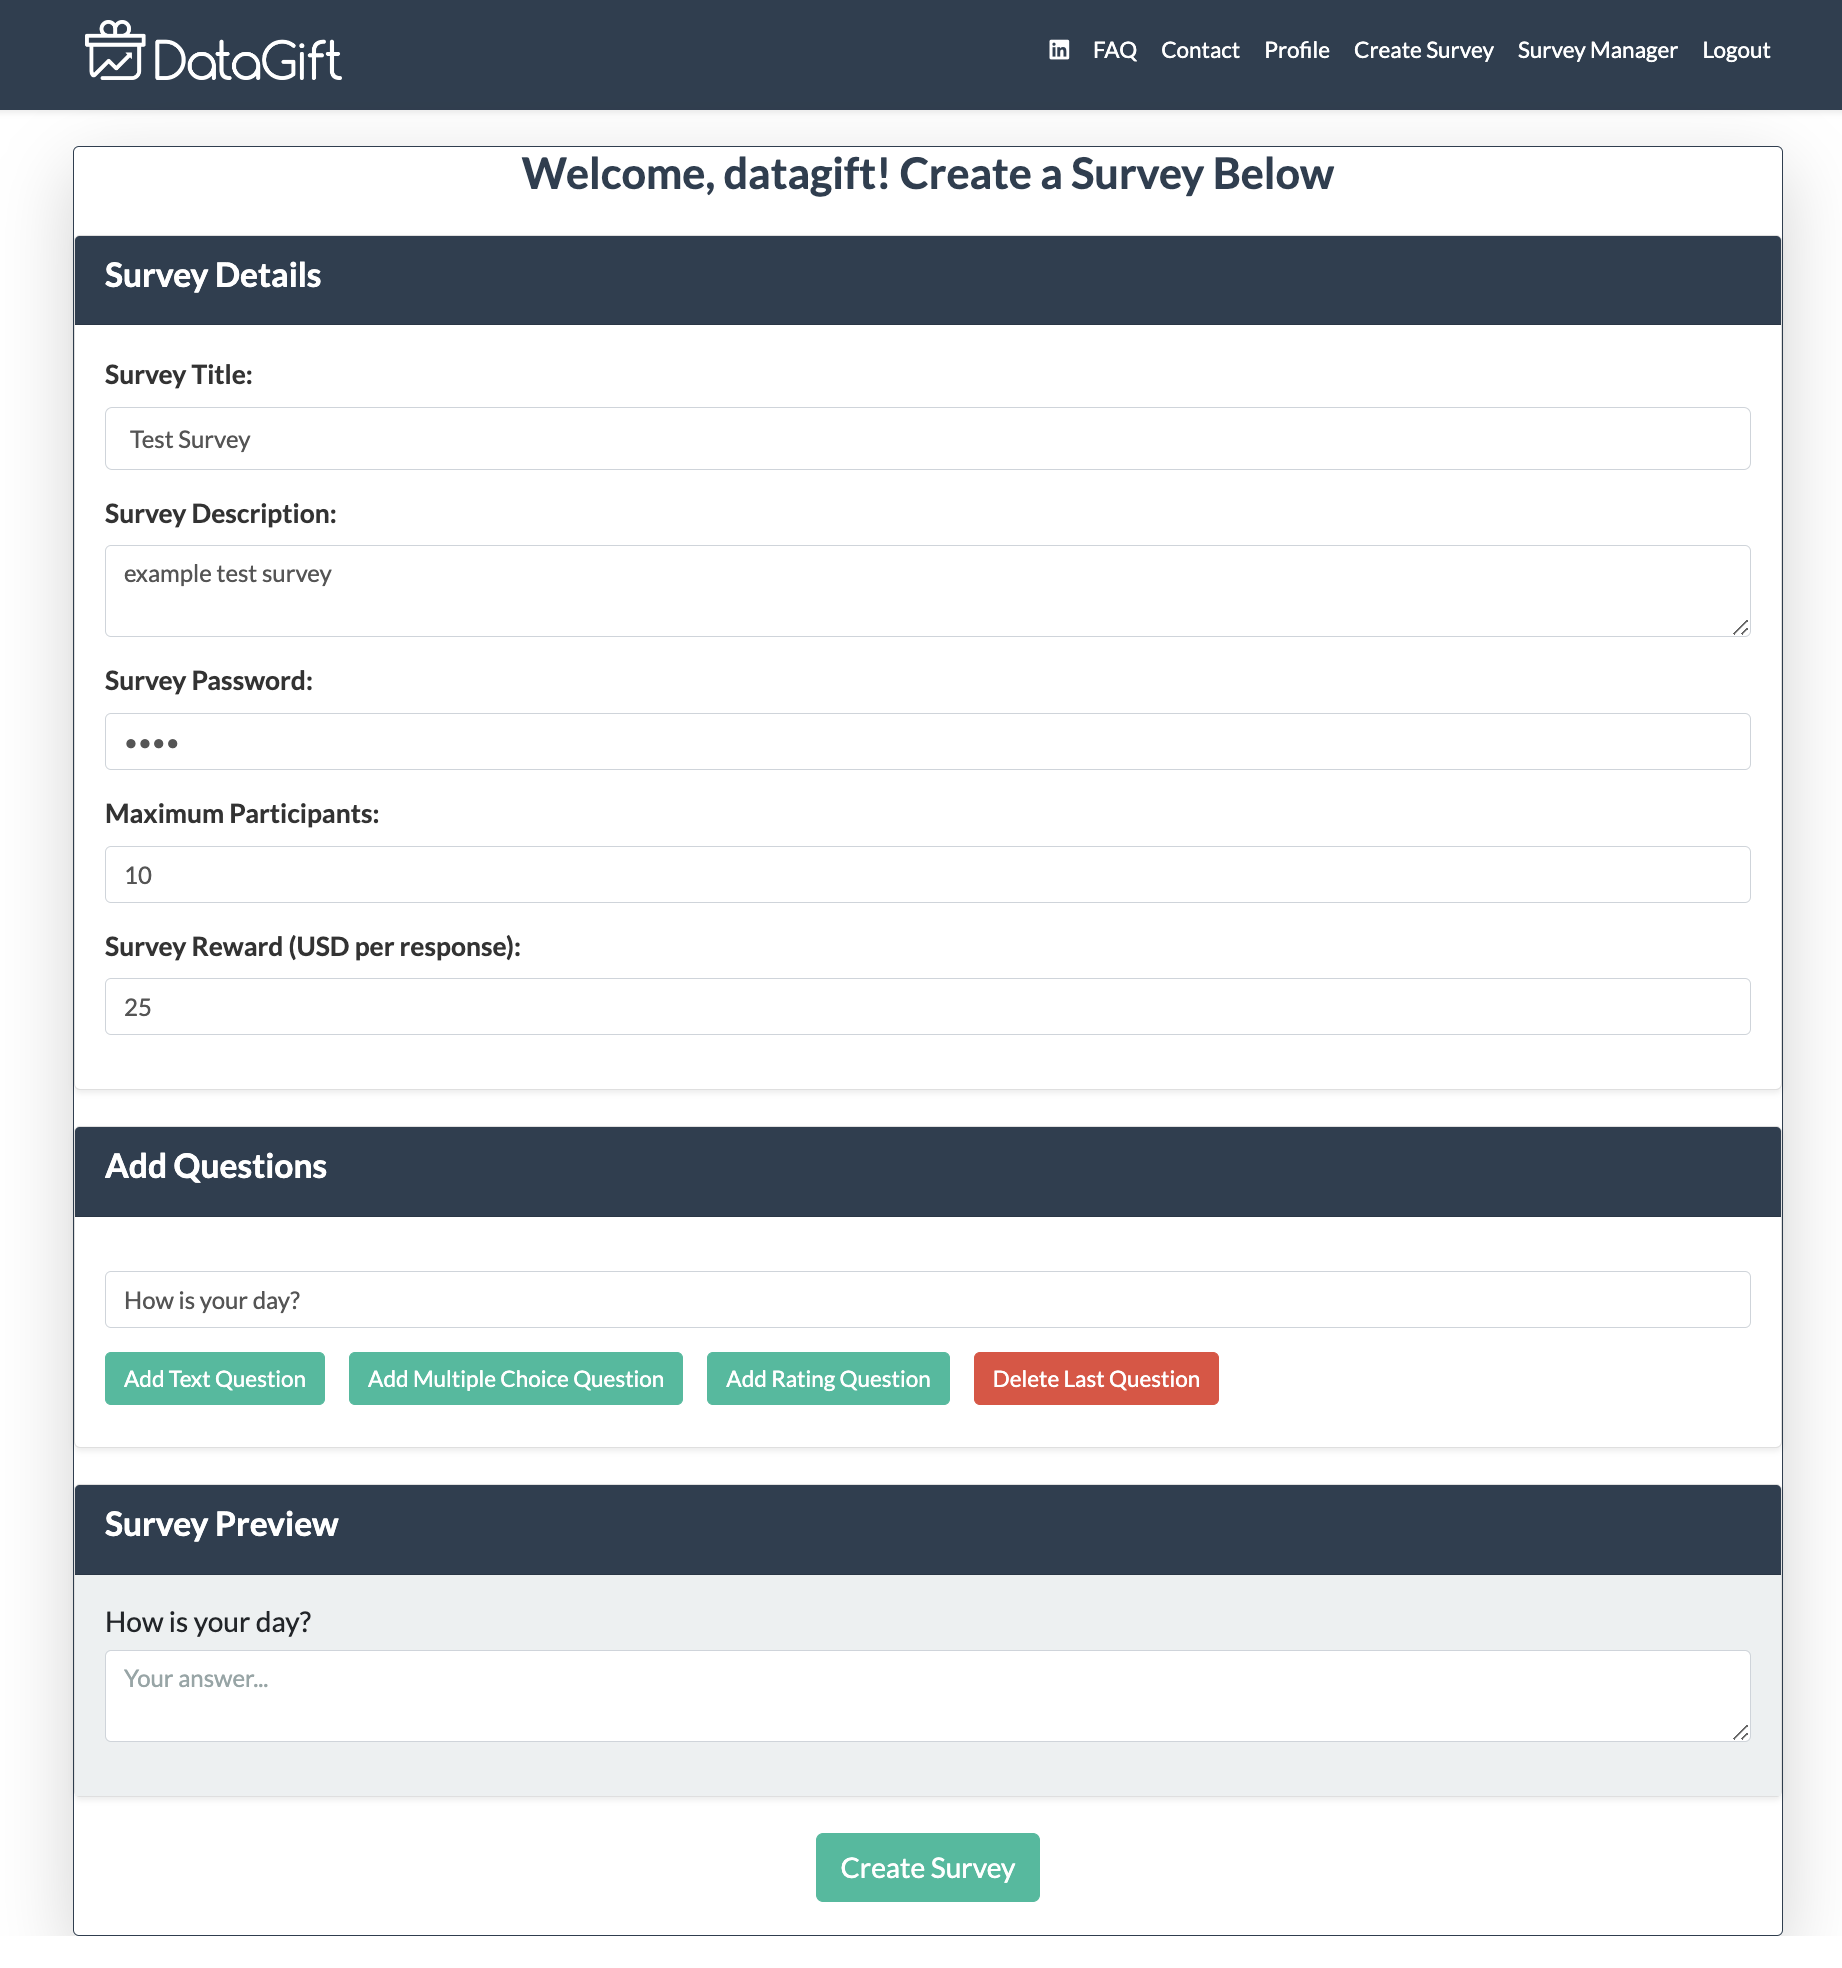 DataGift
FAQ Contact Profile Create Survey Survey Manager Logout
Welcome, datagift! Create a Survey Below
Survey Details
Survey Title:
Test Survey
Survey Description:
example test survey
Survey Password:
••••
Maximum Participants:
10
Survey Reward (USD per response):
25
Add Questions
How is your day?
Add Text Question Add Multiple Choice Question Add Rating Question Delete Last Question
Survey Preview
How is your day?
Your answer...
Create Survey